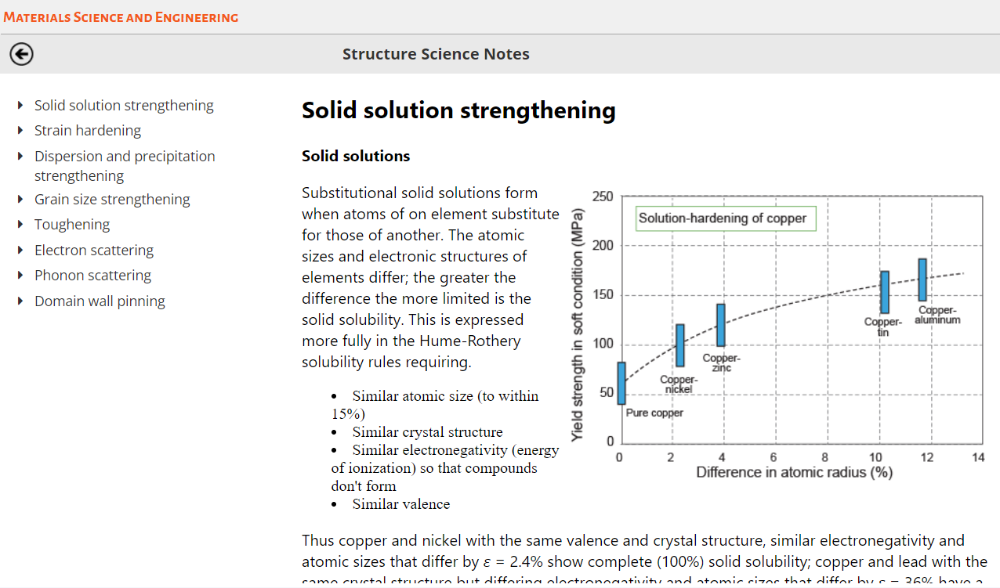 MATERIALS SCIENCE AND ENGINEERING
Structure Science Notes
Solid solution strengthening
Strain hardening
Dispersion and precipitation
strengthening
Grain size strengthening
Toughening
Electron scattering
Phonon scattering
Domain wall pinning
Solid solution strengthening
Solid solutions
Substitutional solid solutions form
when atoms of on element substitute
for those of another. The atomic
sizes and electronic structures of
elements differ; the greater the
difference the more limited is the
solid solubility. This is expressed
more fully in the Hume-Rothery
solubility rules requiring.
• Similar atomic size (to within
15%)
• Similar crystal structure
• Similar electronegativity (energy
of ionization) so that compounds
don't form
• Similar valence
Yield strength in soft condition (MPa)
250
200
150
100
50
0
Solution-hardening of copper
Pure copper
Copper-
nickel
Copper-
zinc
Copper-
tin
Copper-
aluminum
0 2 4 6 8 10 12 14
Difference in atomic radius (%)
Thus copper and nickel with the same valence and crystal structure, similar electronegativity and
atomic sizes that differ by ε = 2.4% show complete (100%) solid solubility; copper and lead with the
same crystal structure but differing electronegativity and atomic sizes that differ by ε = 36% have a